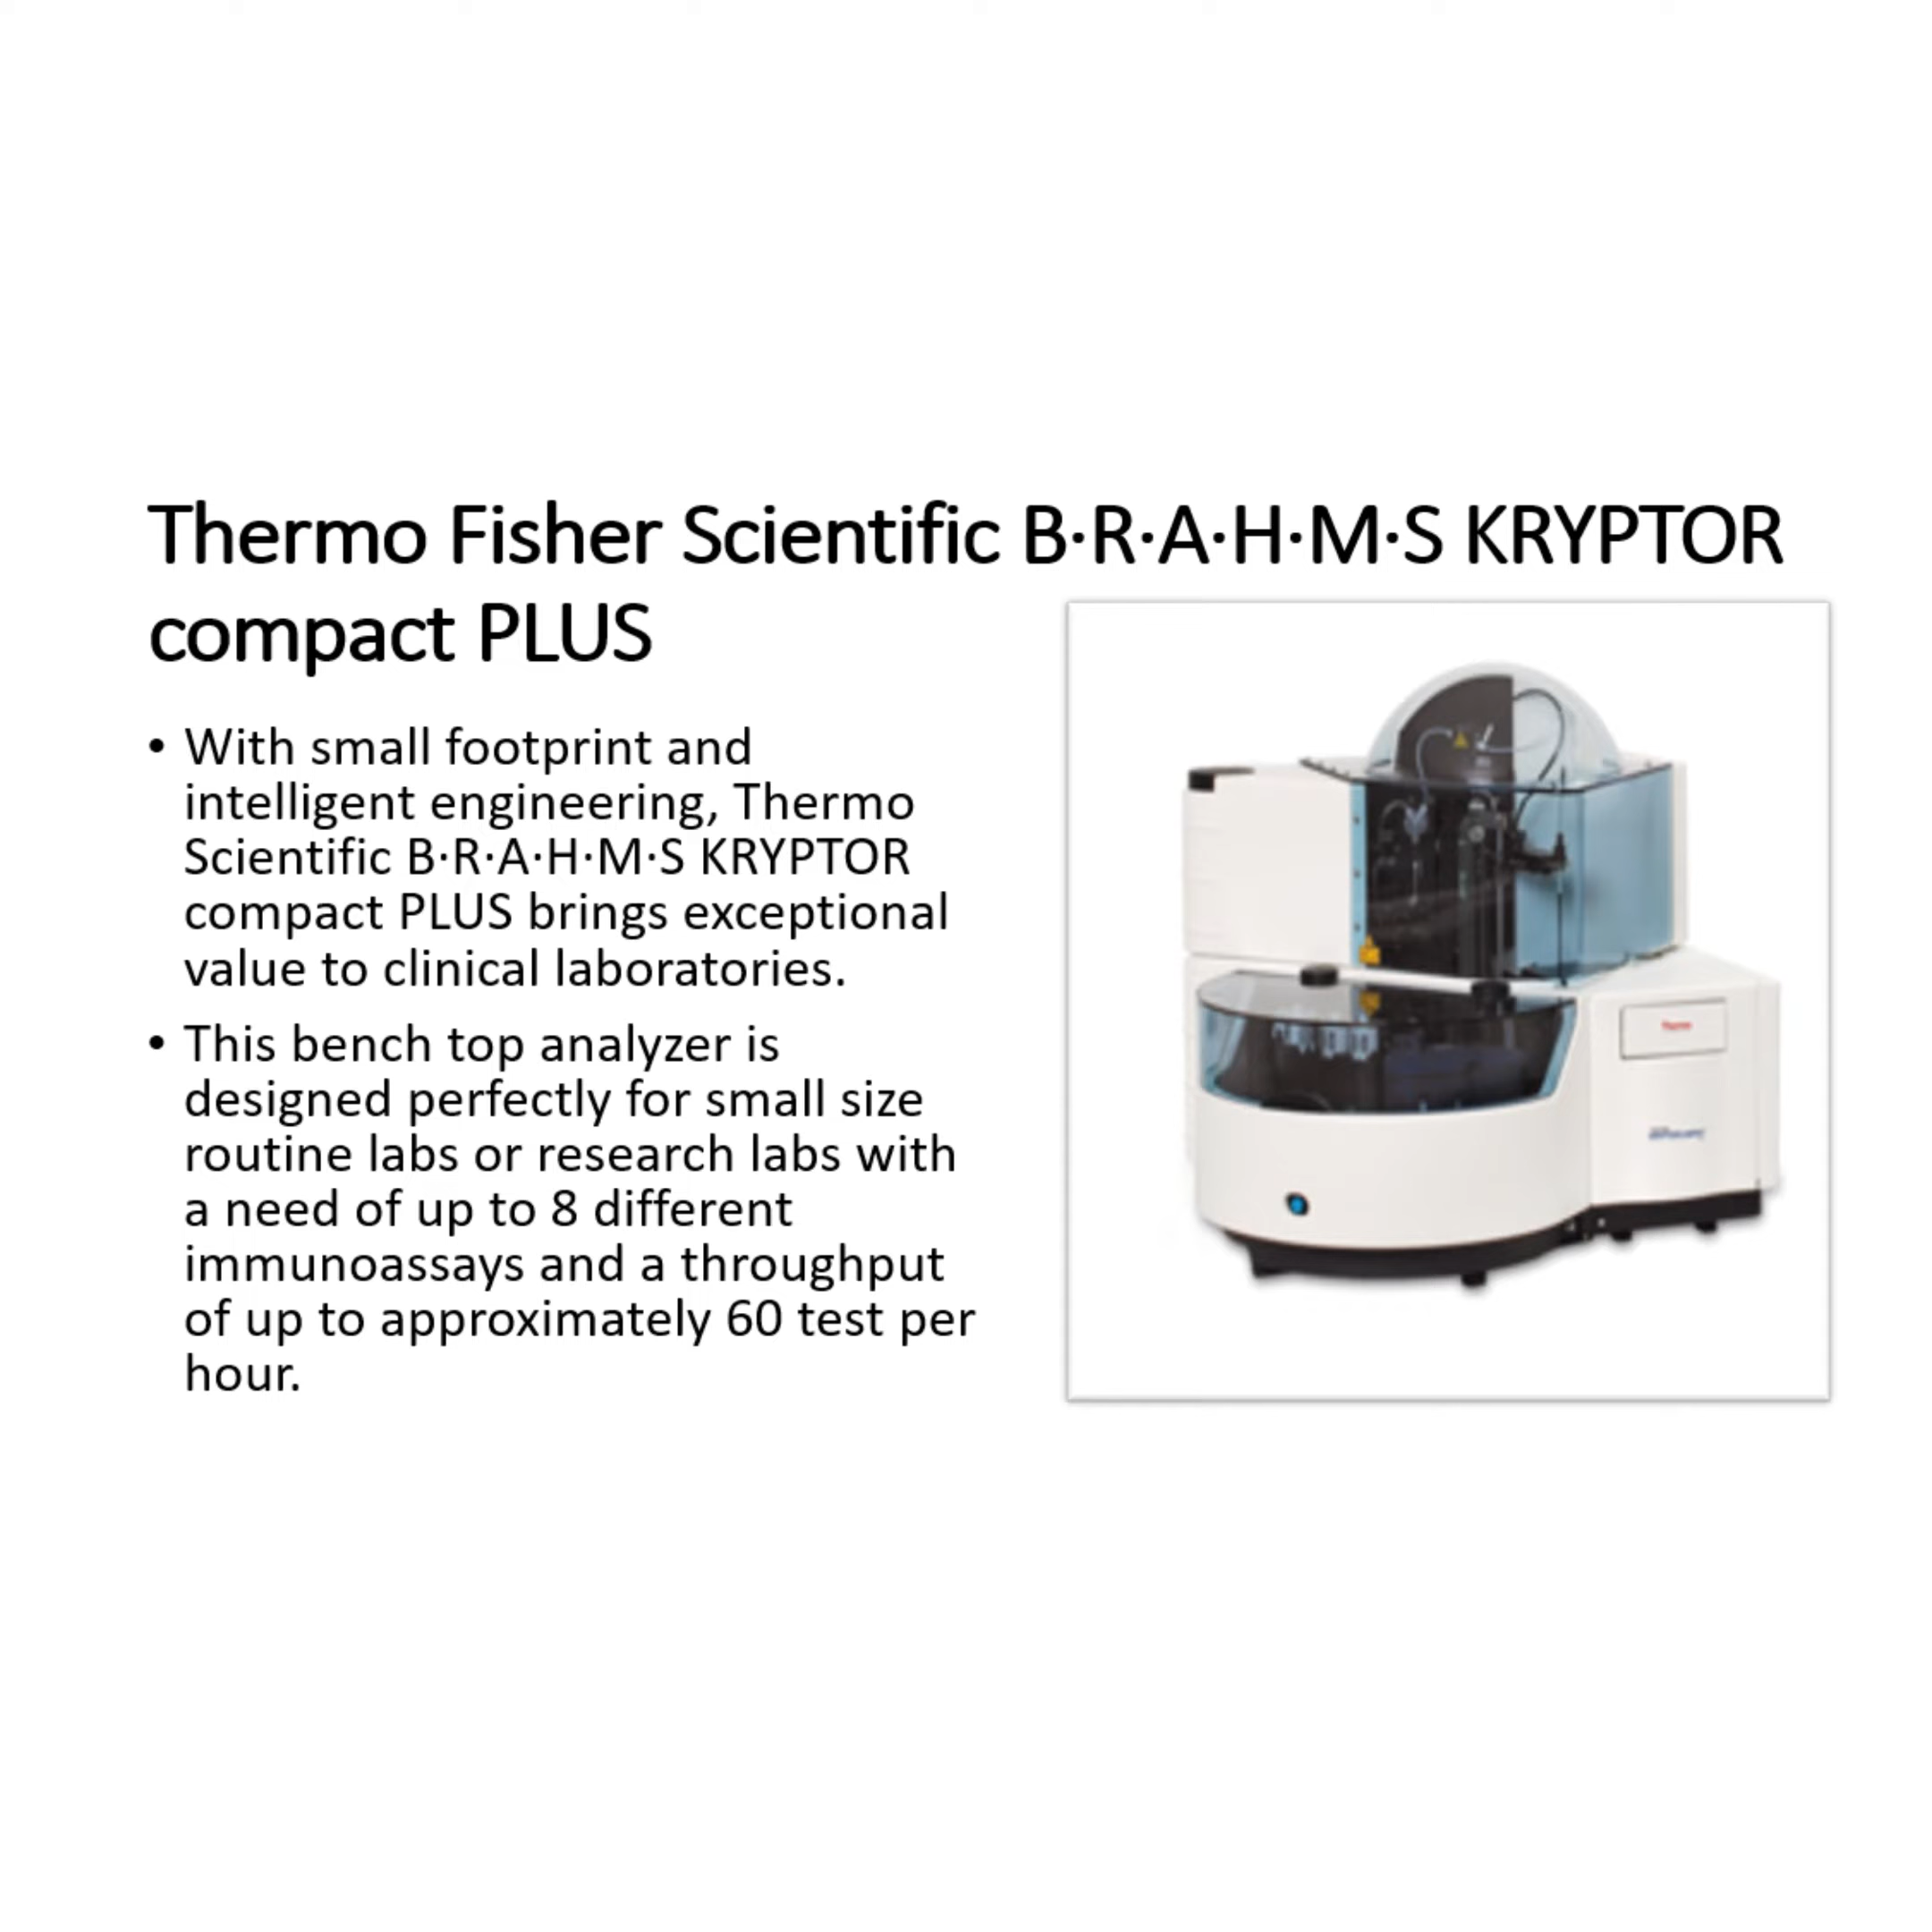 Thermo Fisher Scientific B·R·A·H·M·S KRYPTOR
compact PLUS
• With small footprint and
intelligent engineering, Thermo
Scientific B·R·A·H·M·S KRYPTOR
compact PLUS brings exceptional
value to clinical laboratories.
• This bench top analyzer is
designed perfectly for small size
routine labs or research labs with
a need of up to 8 different
immunoassays and a throughput
of up to approximately 60 test per
hour.